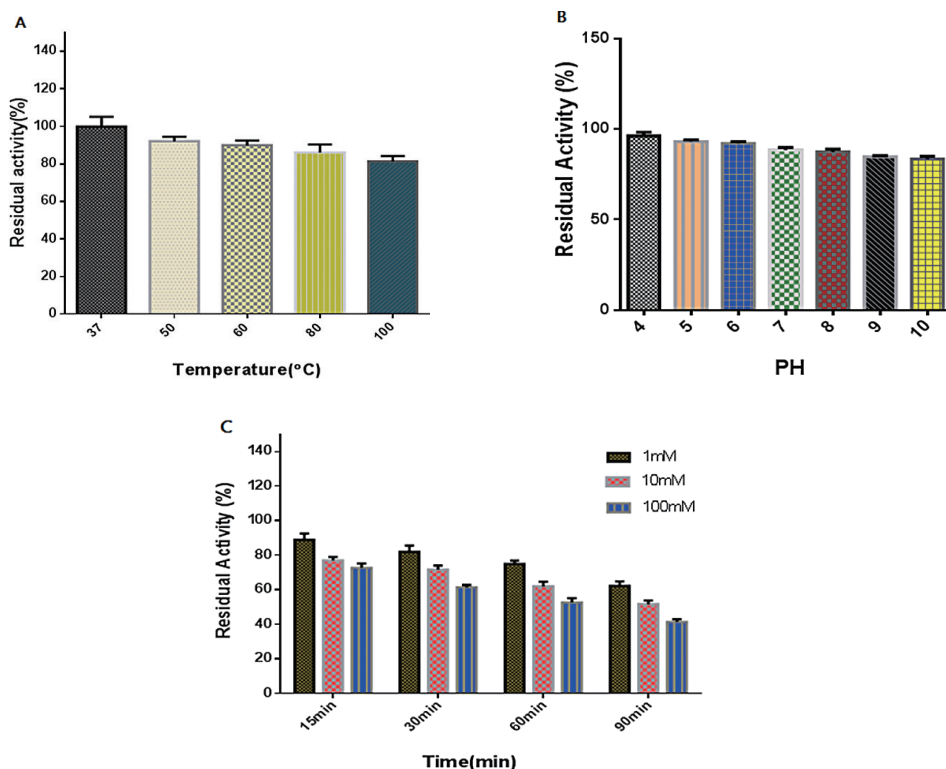 A
Residual activity(%)
140
120
100
80
60
40
20
0
37
50
60
80
100
Temperature(°C)
B
Residual Activity (%)
150
100
50
0
4
5
6
7
8
9
10
PH
C
Residual Activity (%)
140
120
100
80
60
40
20
0
1mM
10mM
100mM
15min
30min
60min
90min
Time(min)